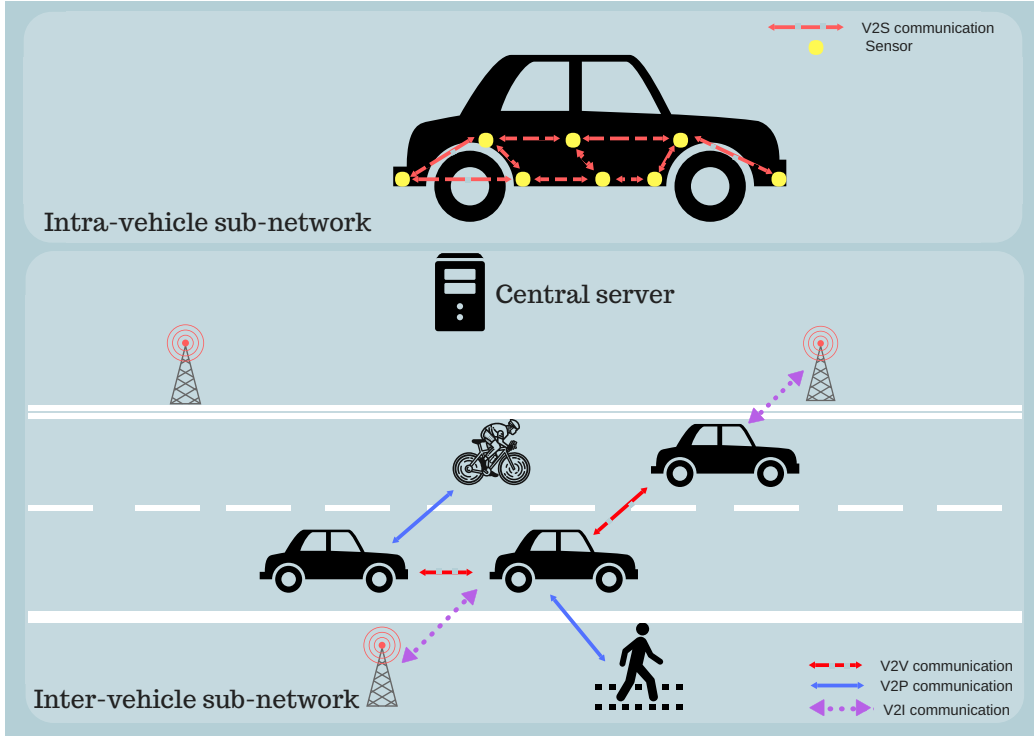 V2S communication
Sensor
Intra-vehicle sub-network
Central server
Inter-vehicle sub-network
V2V communication
V2P communication
V2I communication